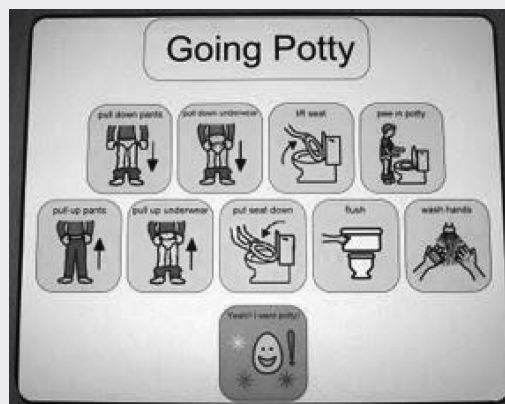 Going Potty
pull down pants
pull down underwear
lift seat
pee in potty
pull up pants
pull up underwear
put seat down
flush
wash hands
Yeah! I went potty!